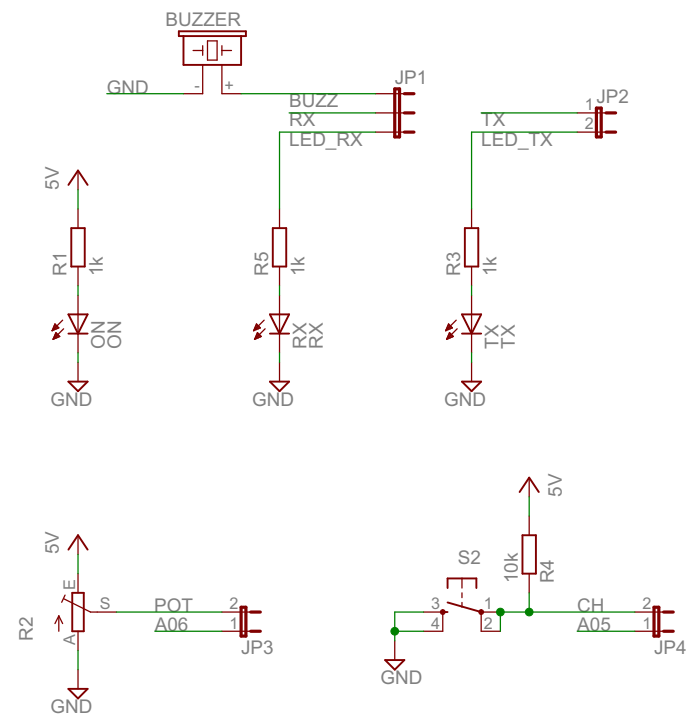 BUZZER
GND
-
+
JP1
BUZZ
RX
LED_RX
JP2
1
2
TX
LED_TX
5V
R1
1k
ON
ON
GND
R5
1k
RX
RX
GND
R3
1k
TX
TX
GND
5V
R2
E
S
A
POT
A06
2
1
JP3
GND
S2
3
4
1
2
GND
5V
10k
R4
CH
A05
2
1
JP4